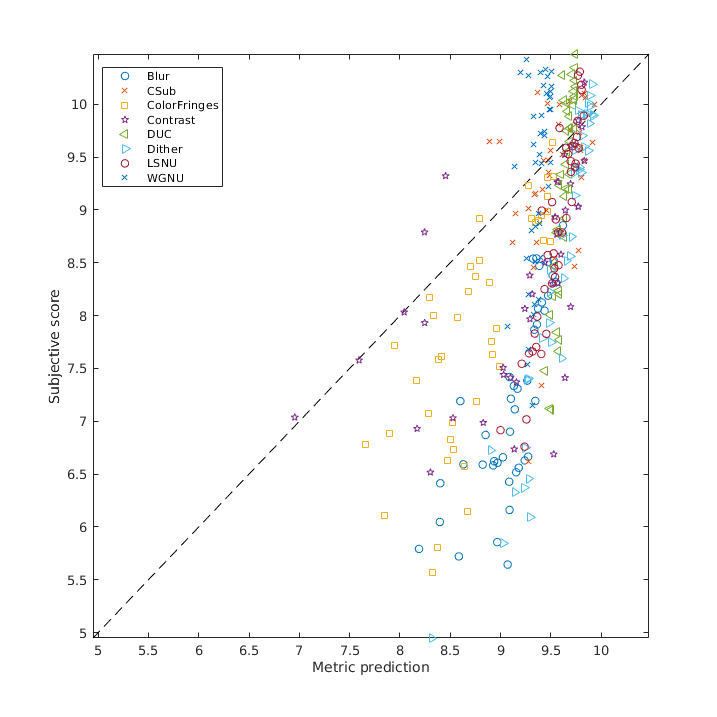 Blur
CSub
ColorFringes
Contrast
DUC
Dither
LSNU
WGNU
10
9.5
9
8.5
8
7.5
7
6.5
6
5.5
5
Subjective score
5 5.5 6 6.5 7 7.5 8 8.5 9 9.5 10
Metric prediction